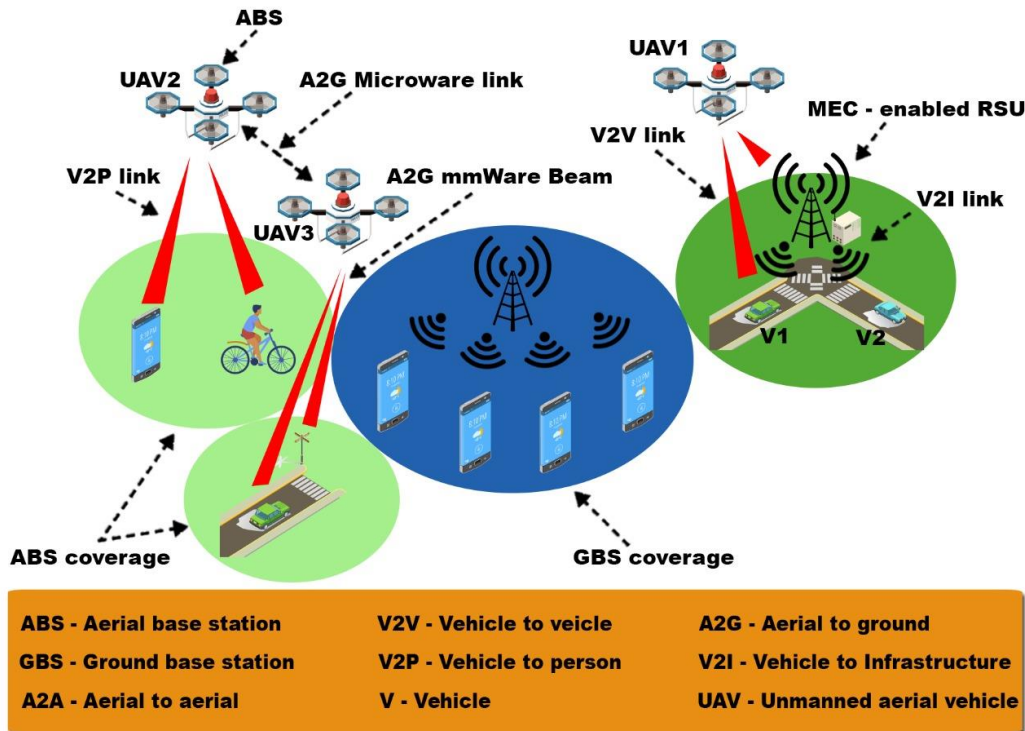 ABS
UAV2
A2G Microware link
UAV1
MEC - enabled RSU
V2V link
V2P link
A2G mmWare Beam
V2I link
UAV3
V1
V2
ABS coverage
GBS coverage
ABS - Aerial base station
V2V - Vehicle to veicle
A2G - Aerial to ground
GBS - Ground base station
V2P - Vehicle to person
V2I - Vehicle to Infrastructure
A2A - Aerial to aerial
V - Vehicle
UAV - Unmanned aerial vehicle